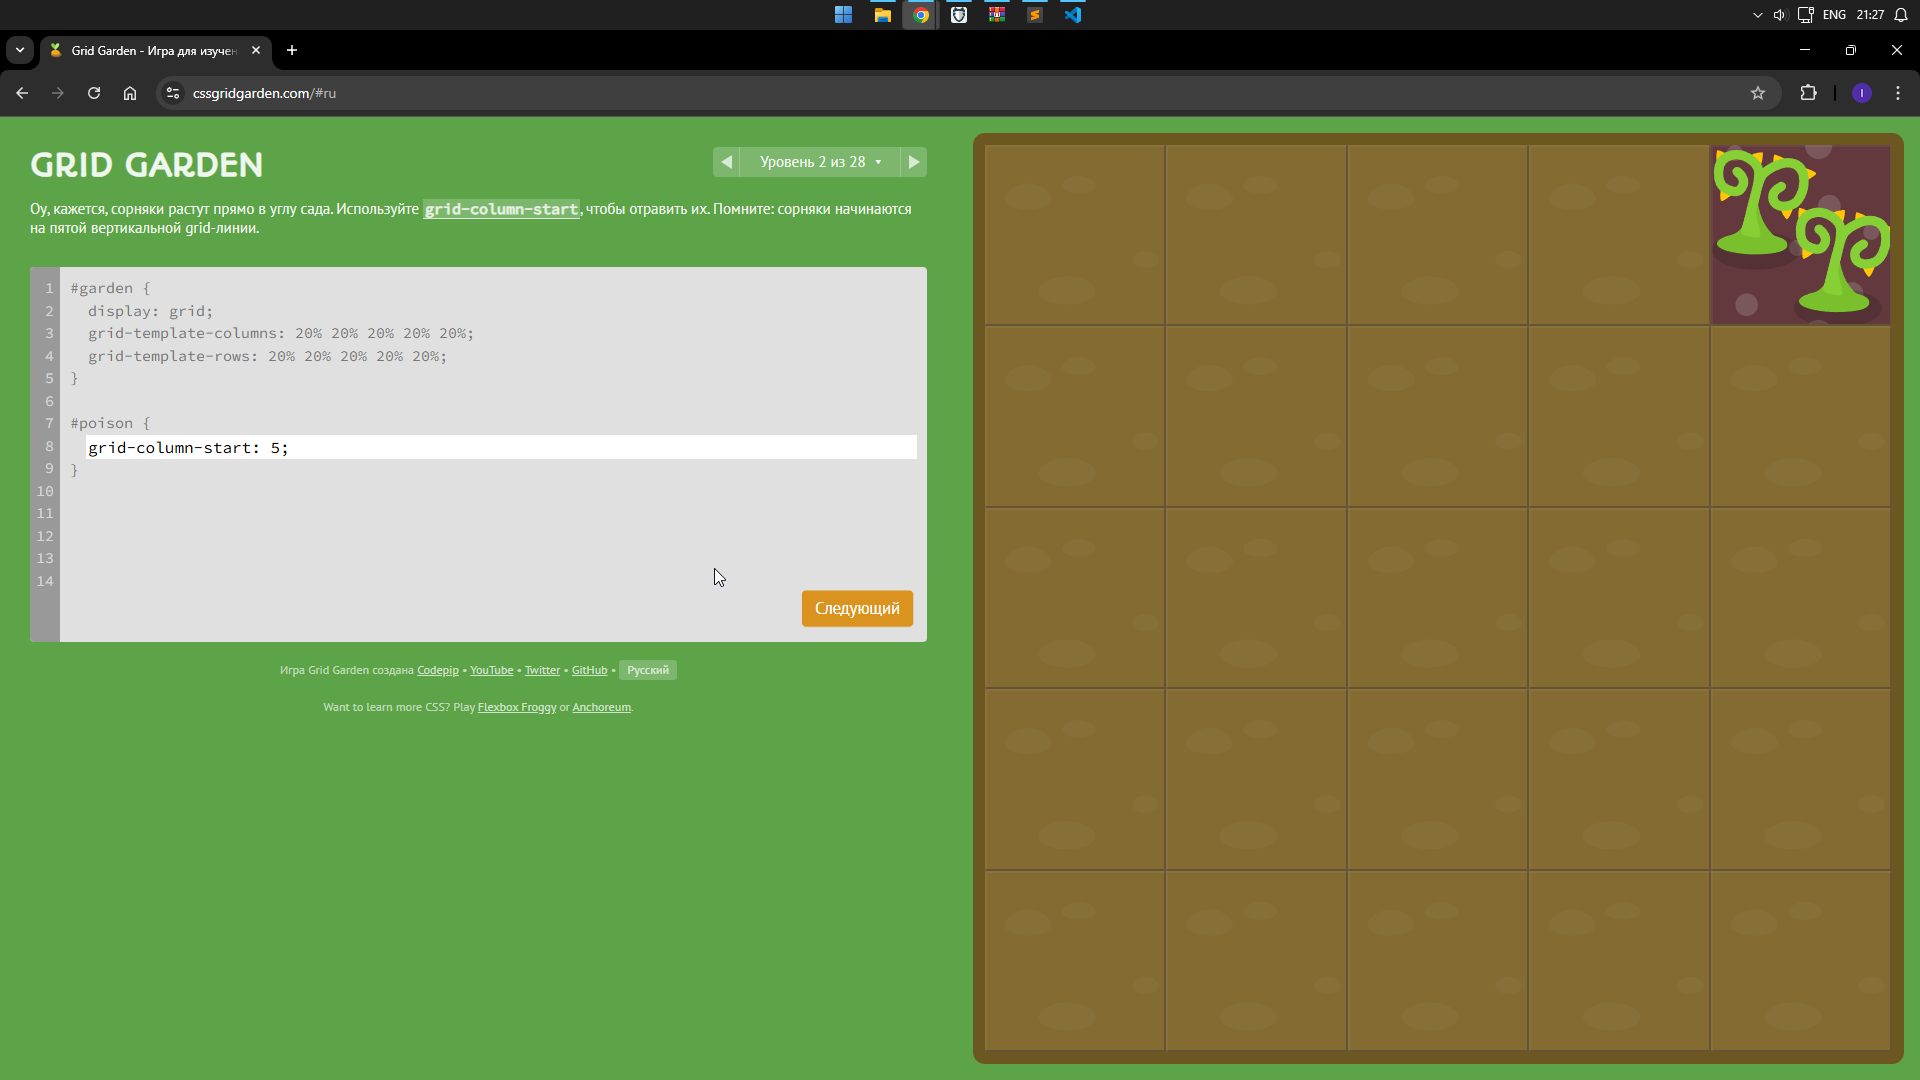 ENG 21:27
Grid Garden - Игра для изучен
cssgridgarden.com/#ru
I
GRID GARDEN
Уровень 2 из 28
Оу, кажется, сорняки растут прямо в углу сада. Используйте grid-column-start, чтобы отравить их. Помните: сорняки начинаются
на пятой вертикальной grid-линии.
1 #garden {
2 display: grid;
3 grid-template-columns: 20% 20% 20% 20% 20%;
4 grid-template-rows: 20% 20% 20% 20% 20%;
5 }
6
7 #poison {
8 grid-column-start: 5;
9 }
10
11
12
13
14
Следующий
Игра Grid Garden создана Codepip • YouTube • Twitter • GitHub • Русский
Want to learn more CSS? Play Flexbox Froggy or Anchoreum.